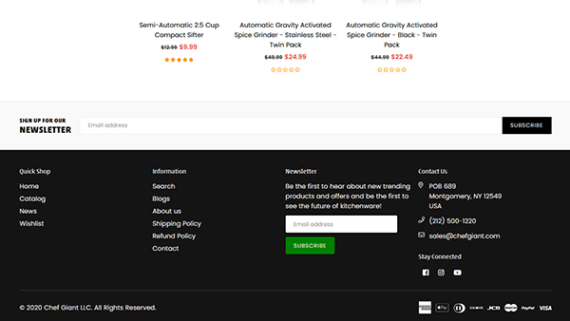 Semi-Automatic 2.5 Cup
Compact Sifter
$12.99 $9.99
Automatic Gravity Activated
Spice Grinder - Stainless Steel -
Twin Pack
$49.99 $24.99
Automatic Gravity Activated
Spice Grinder - Black - Twin
Pack
$44.99 $22.49
SIGN UP FOR OUR
NEWSLETTER
Email address
SUBSCRIBE
Quick Shop
Home
Catalog
News
Wishlist
Information
Search
Blogs
About us
Shipping Policy
Refund Policy
Contact
Newsletter
Be the first to hear about new trending
products and offers and be the first to
see the future of kitchenware!
Email address
SUBSCRIBE
Contact Us
POB 689
Montgomery, NY 12549
USA
(212) 500-1220
sales@chefgiant.com
Stay Connected
© 2020 Chef Giant LLC. All Rights Reserved.
Pay DISCOVER JCB PayPal VISA